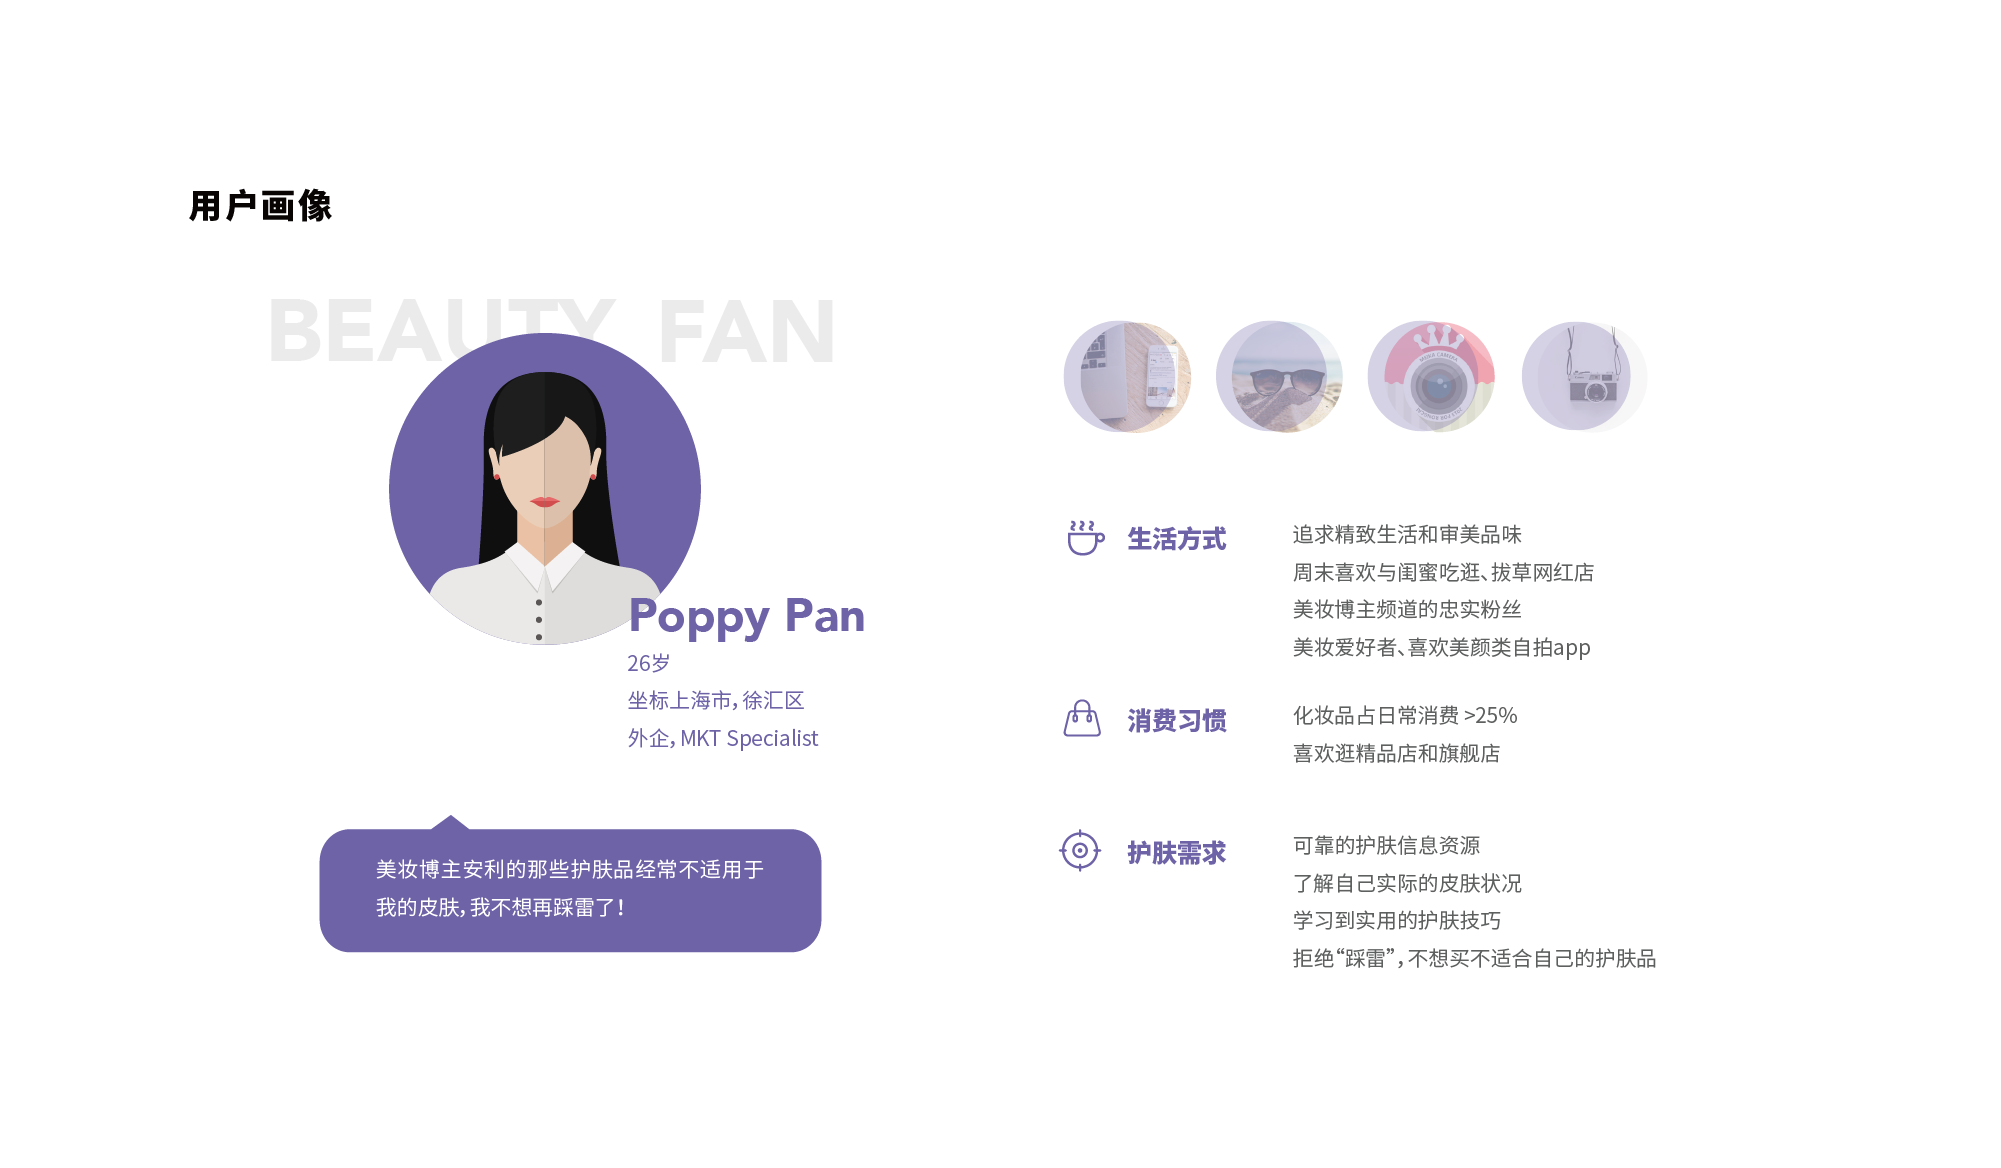 用户画像
BEAUTY FAN
Poppy Pan
26岁
坐标上海市，徐汇区
外企，MKT Specialist
美妆博主安利的那些护肤品经常不适用于
我的皮肤，我不想再踩雷了！
生活方式
追求精致生活和审美品味
周末喜欢与闺蜜吃逛、拔草网红店
美妆博主频道的忠实粉丝
美妆爱好者、喜欢美颜类自拍app
消费习惯
化妆品占日常消费 >25%
喜欢逛精品店和旗舰店
护肤需求
可靠的护肤信息资源
了解自己实际的皮肤状况
学习到实用的护肤技巧
拒绝“踩雷”，不想买不适合自己的护肤品